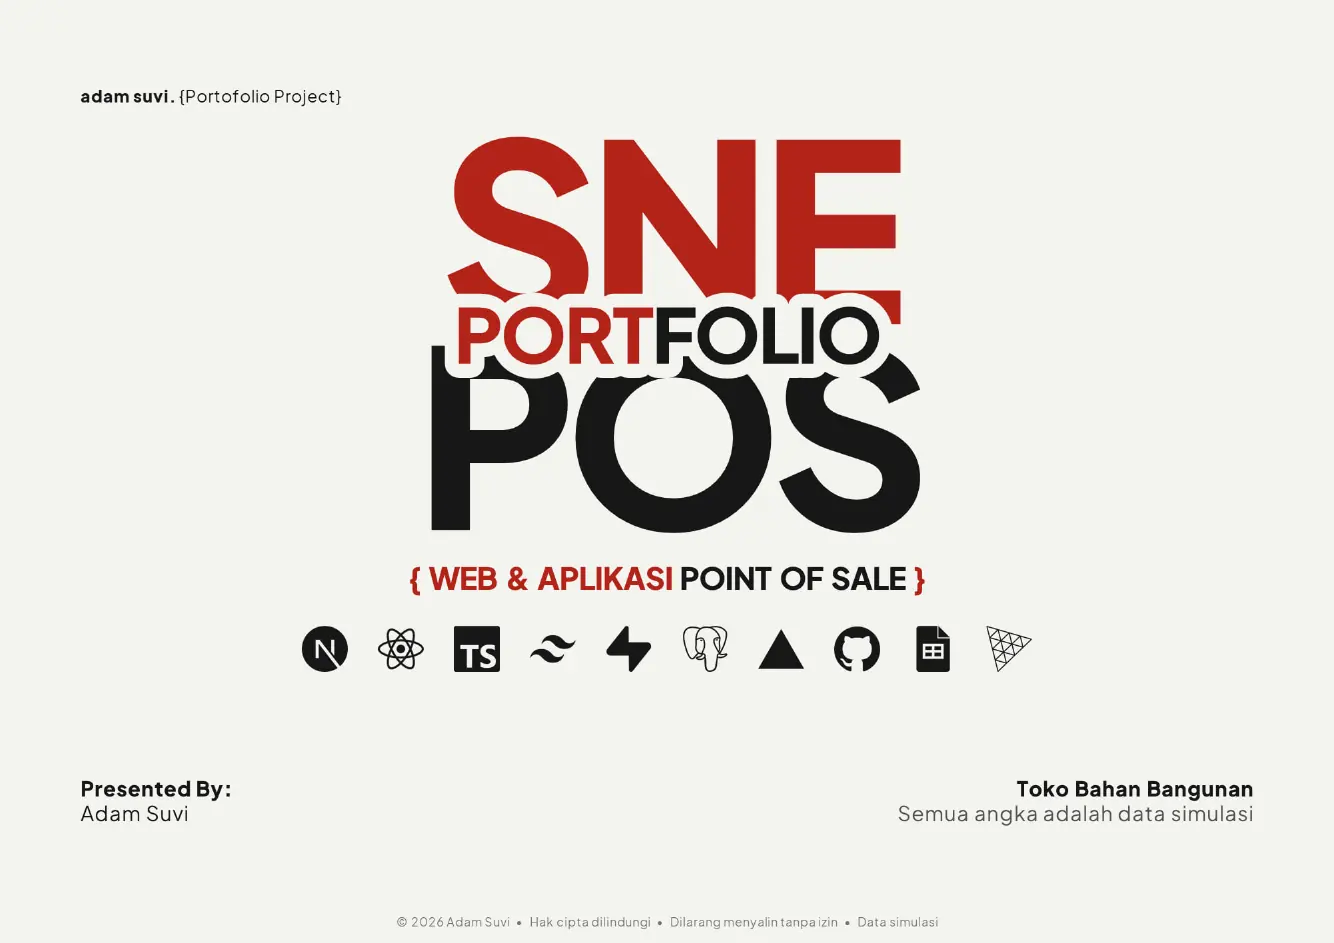 adam suvi. {Portofolio Project}
SNE
PORTFOLIO
POS
{ WEB & APLIKASI POINT OF SALE }
N
TS
Presented By:
Adam Suvi
Toko Bahan Bangunan
Semua angka adalah data simulasi
© 2026 Adam Suvi • Hak cipta dilindungi • Dilarang menyalin tanpa izin • Data simulasi